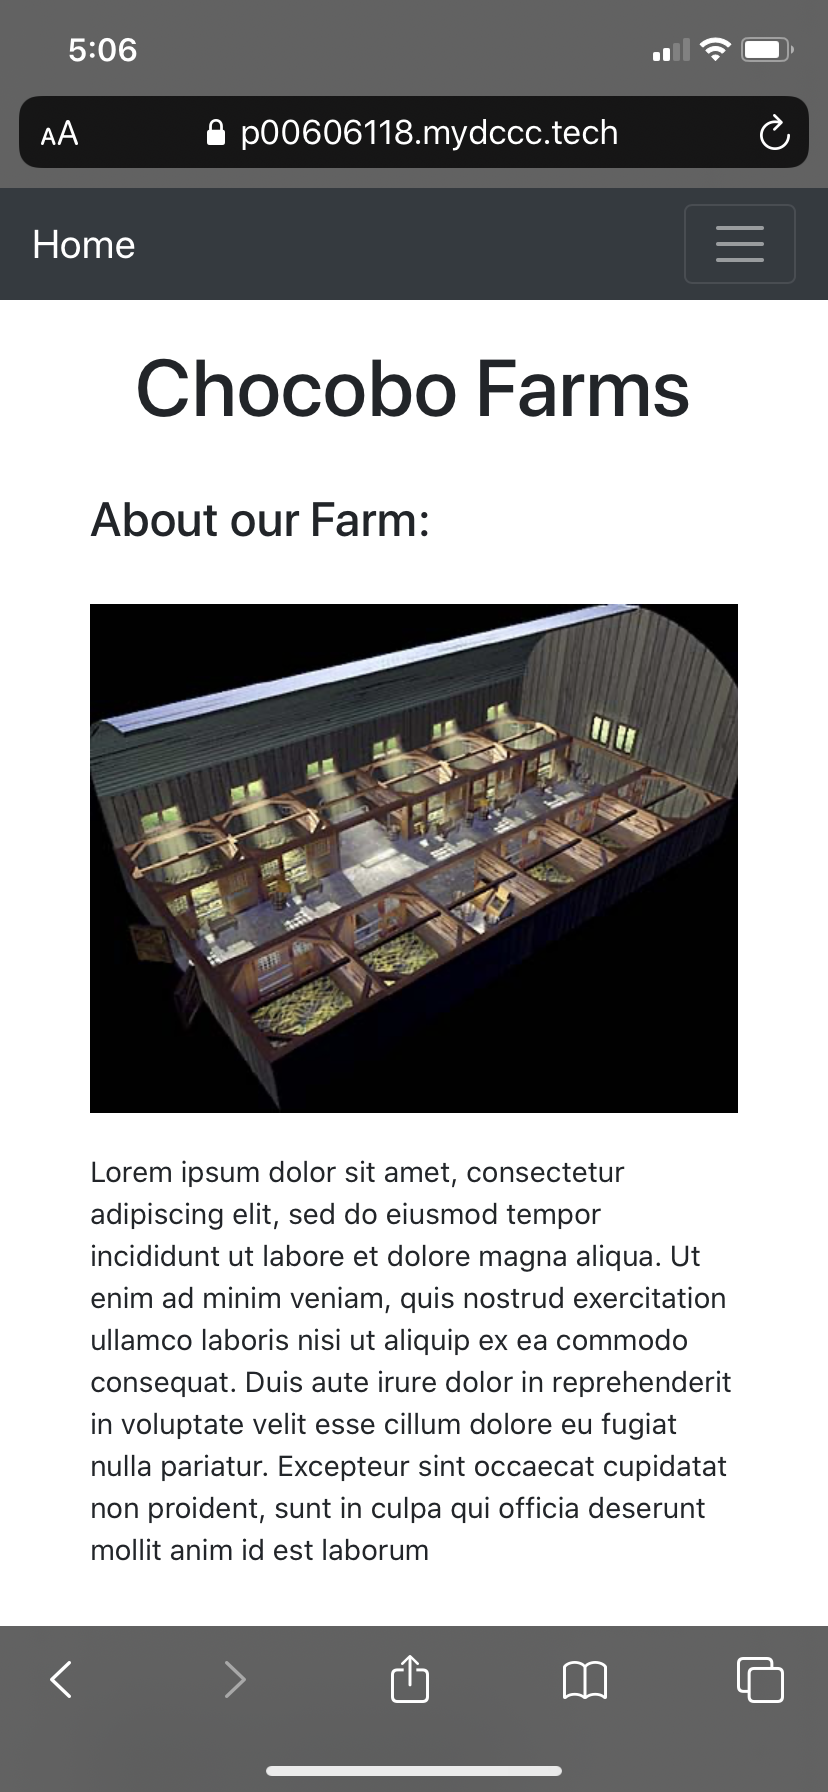 5:06
AA
p00606118.mydccc.tech
Home
Chocobo Farms
About our Farm:
Lorem ipsum dolor sit amet, consectetur
adipiscing elit, sed do eiusmod tempor
incididunt ut labore et dolore magna aliqua. Ut
enim ad minim veniam, quis nostrud exercitation
ullamco laboris nisi ut aliquip ex ea commodo
consequat. Duis aute irure dolor in reprehenderit
in voluptate velit esse cillum dolore eu fugiat
nulla pariatur. Excepteur sint occaecat cupidatat
non proident, sunt in culpa qui officia deserunt
mollit anim id est laborum